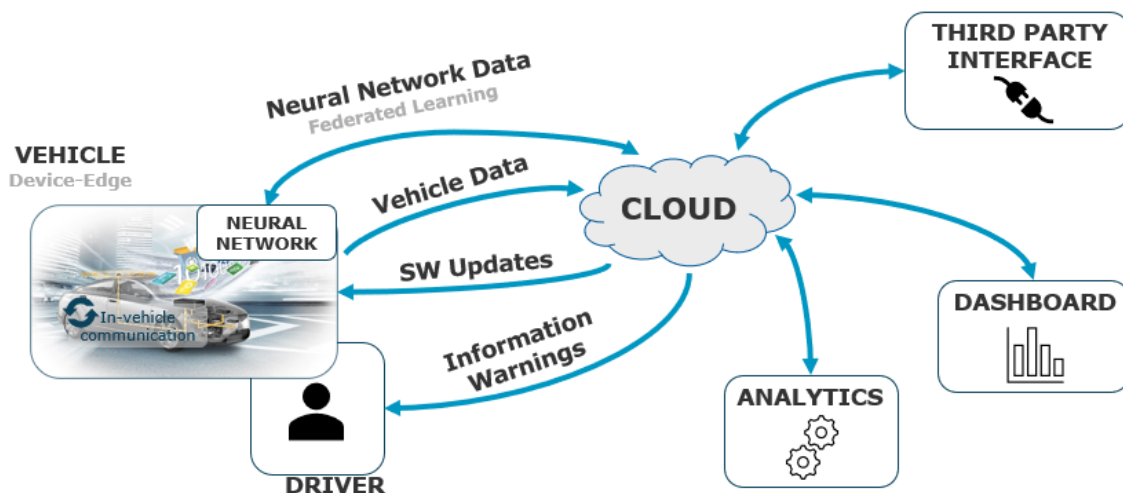 THIRD PARTY
INTERFACE
Neural Network Data
Federated Learning
VEHICLE
Device-Edge
NEURAL
NETWORK
Vehicle Data
CLOUD
SW Updates
In-vehicle
communication
Information
Warnings
DASHBOARD
ANALYTICS
DRIVER